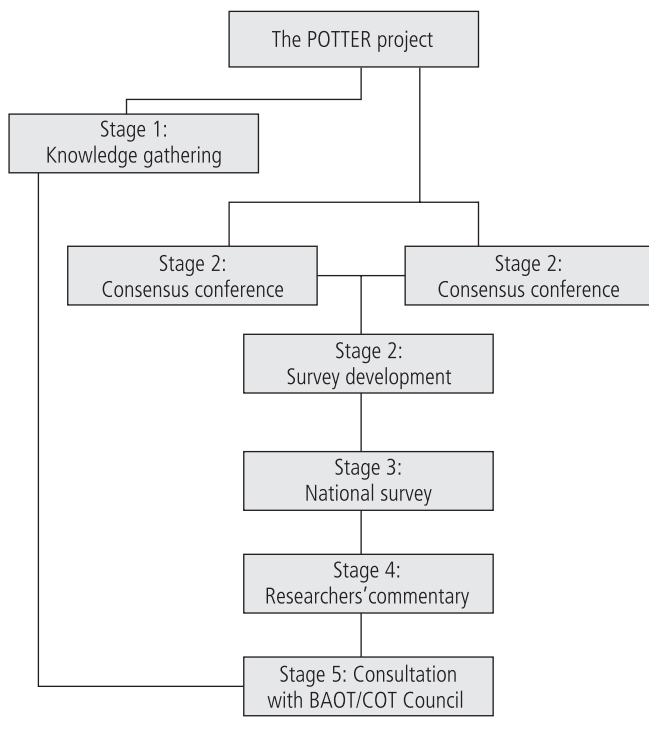 The POTTER project
Stage 1:
Knowledge gathering
Stage 2:
Consensus conference
Stage 2:
Consensus conference
Stage 2:
Survey development
Stage 3:
National survey
Stage 4:
Researchers'commentary
Stage 5: Consultation
with BAOT/COT Council